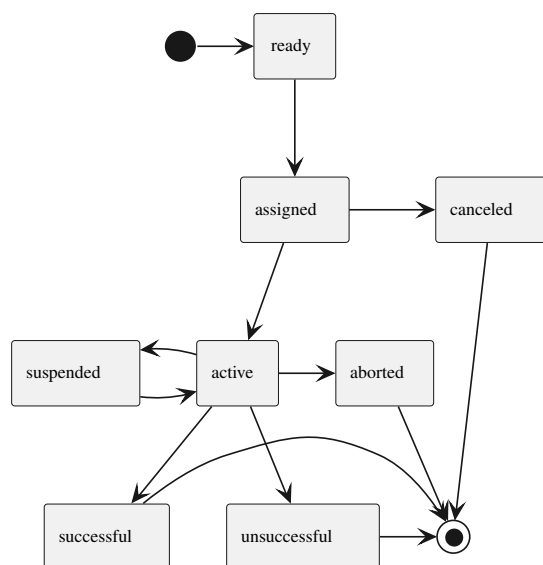 ready
assigned
canceled
suspended
active
aborted
successful
unsuccessful